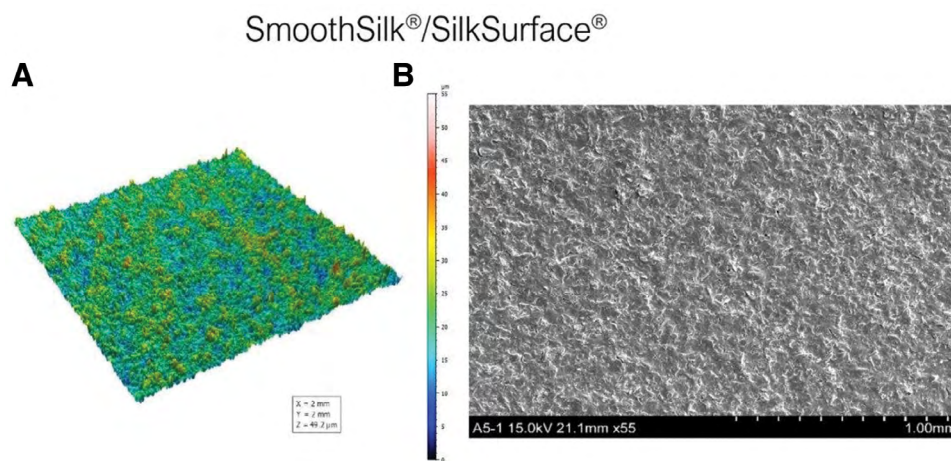 SmoothSilk®/SilkSurface®
A
B
µm
55
50
45
40
35
30
25
20
15
10
5
0
X = 2 mm
Y = 2 mm
Z = 49.2 µm
A5-1 15.0kV 21.1mm x55
1.00mm